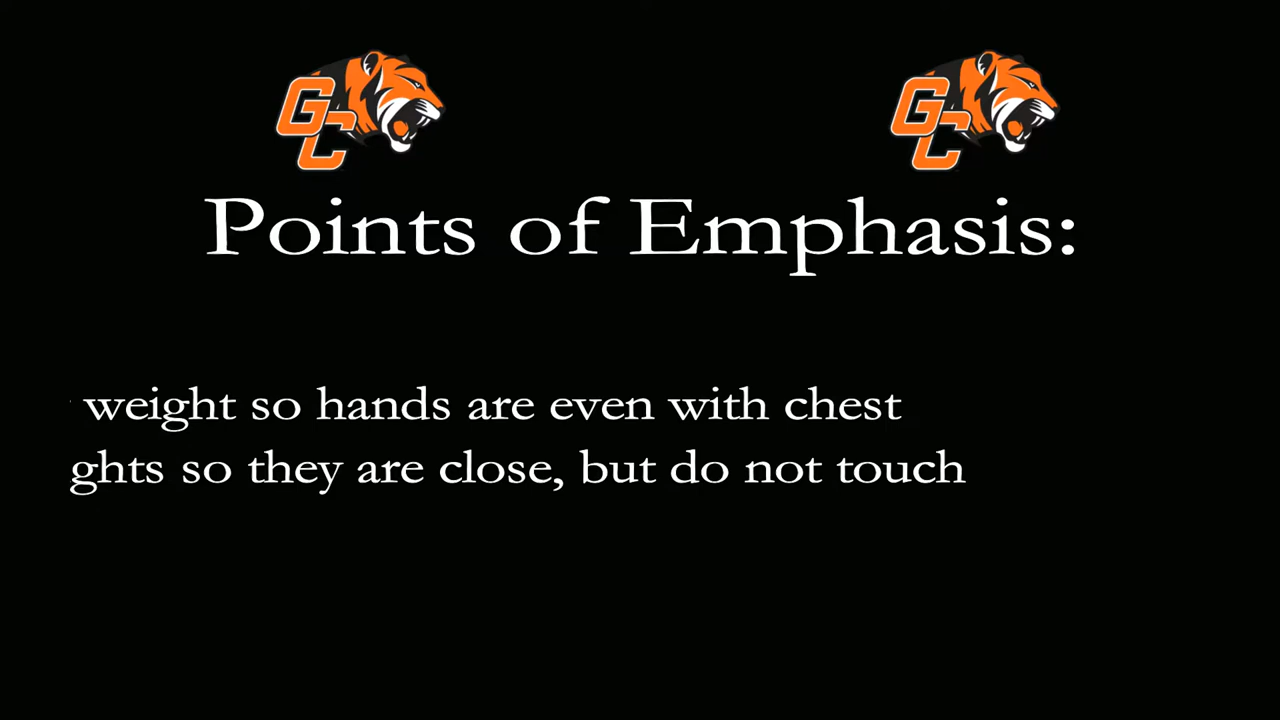 GC GC
Points of Emphasis:
weight so hands are even with chest
ghts so they are close, but do not touch